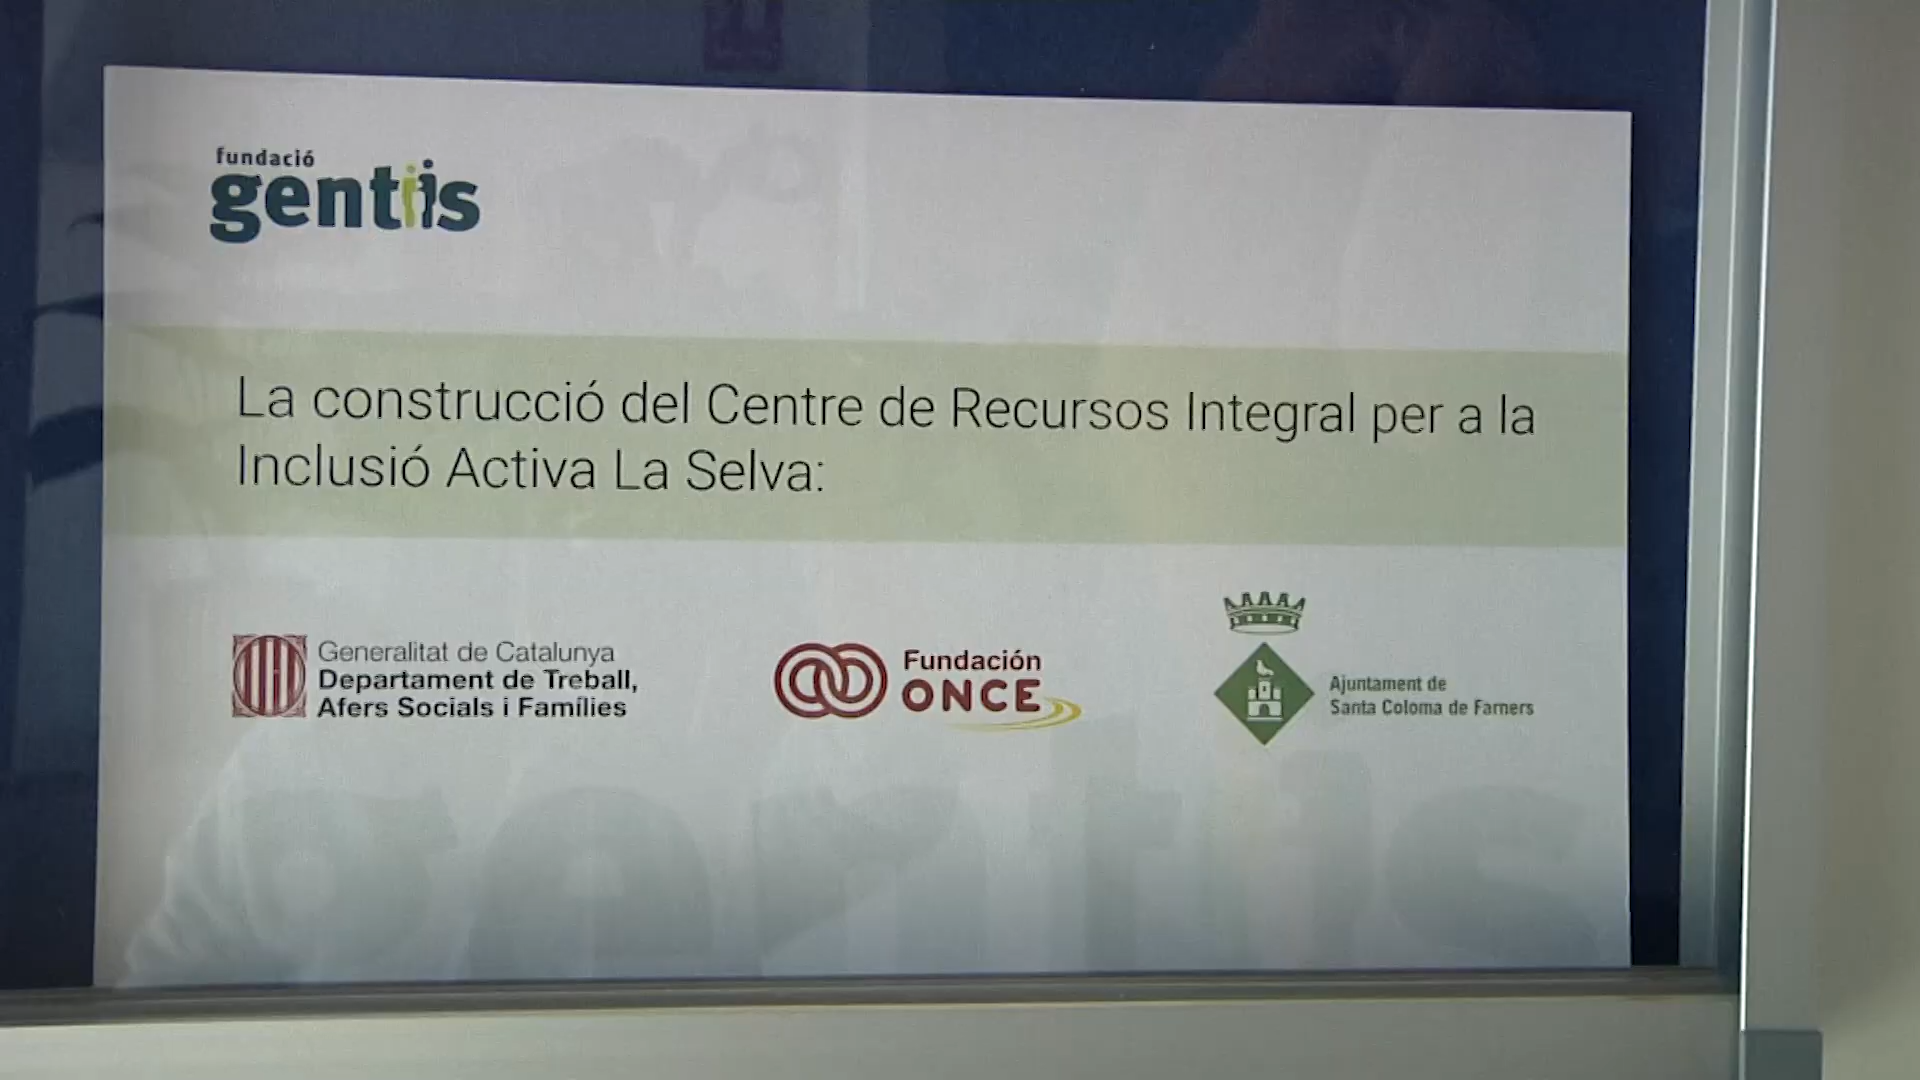 fundació
gentis
La construcció del Centre de Recursos Integral per a la
Inclusió Activa La Selva:
Generalitat de Catalunya
Departament de Treball,
Afers Socials i Famílies
Fundación
ONCE
Ajuntament de
Santa Coloma de Farners
gentis